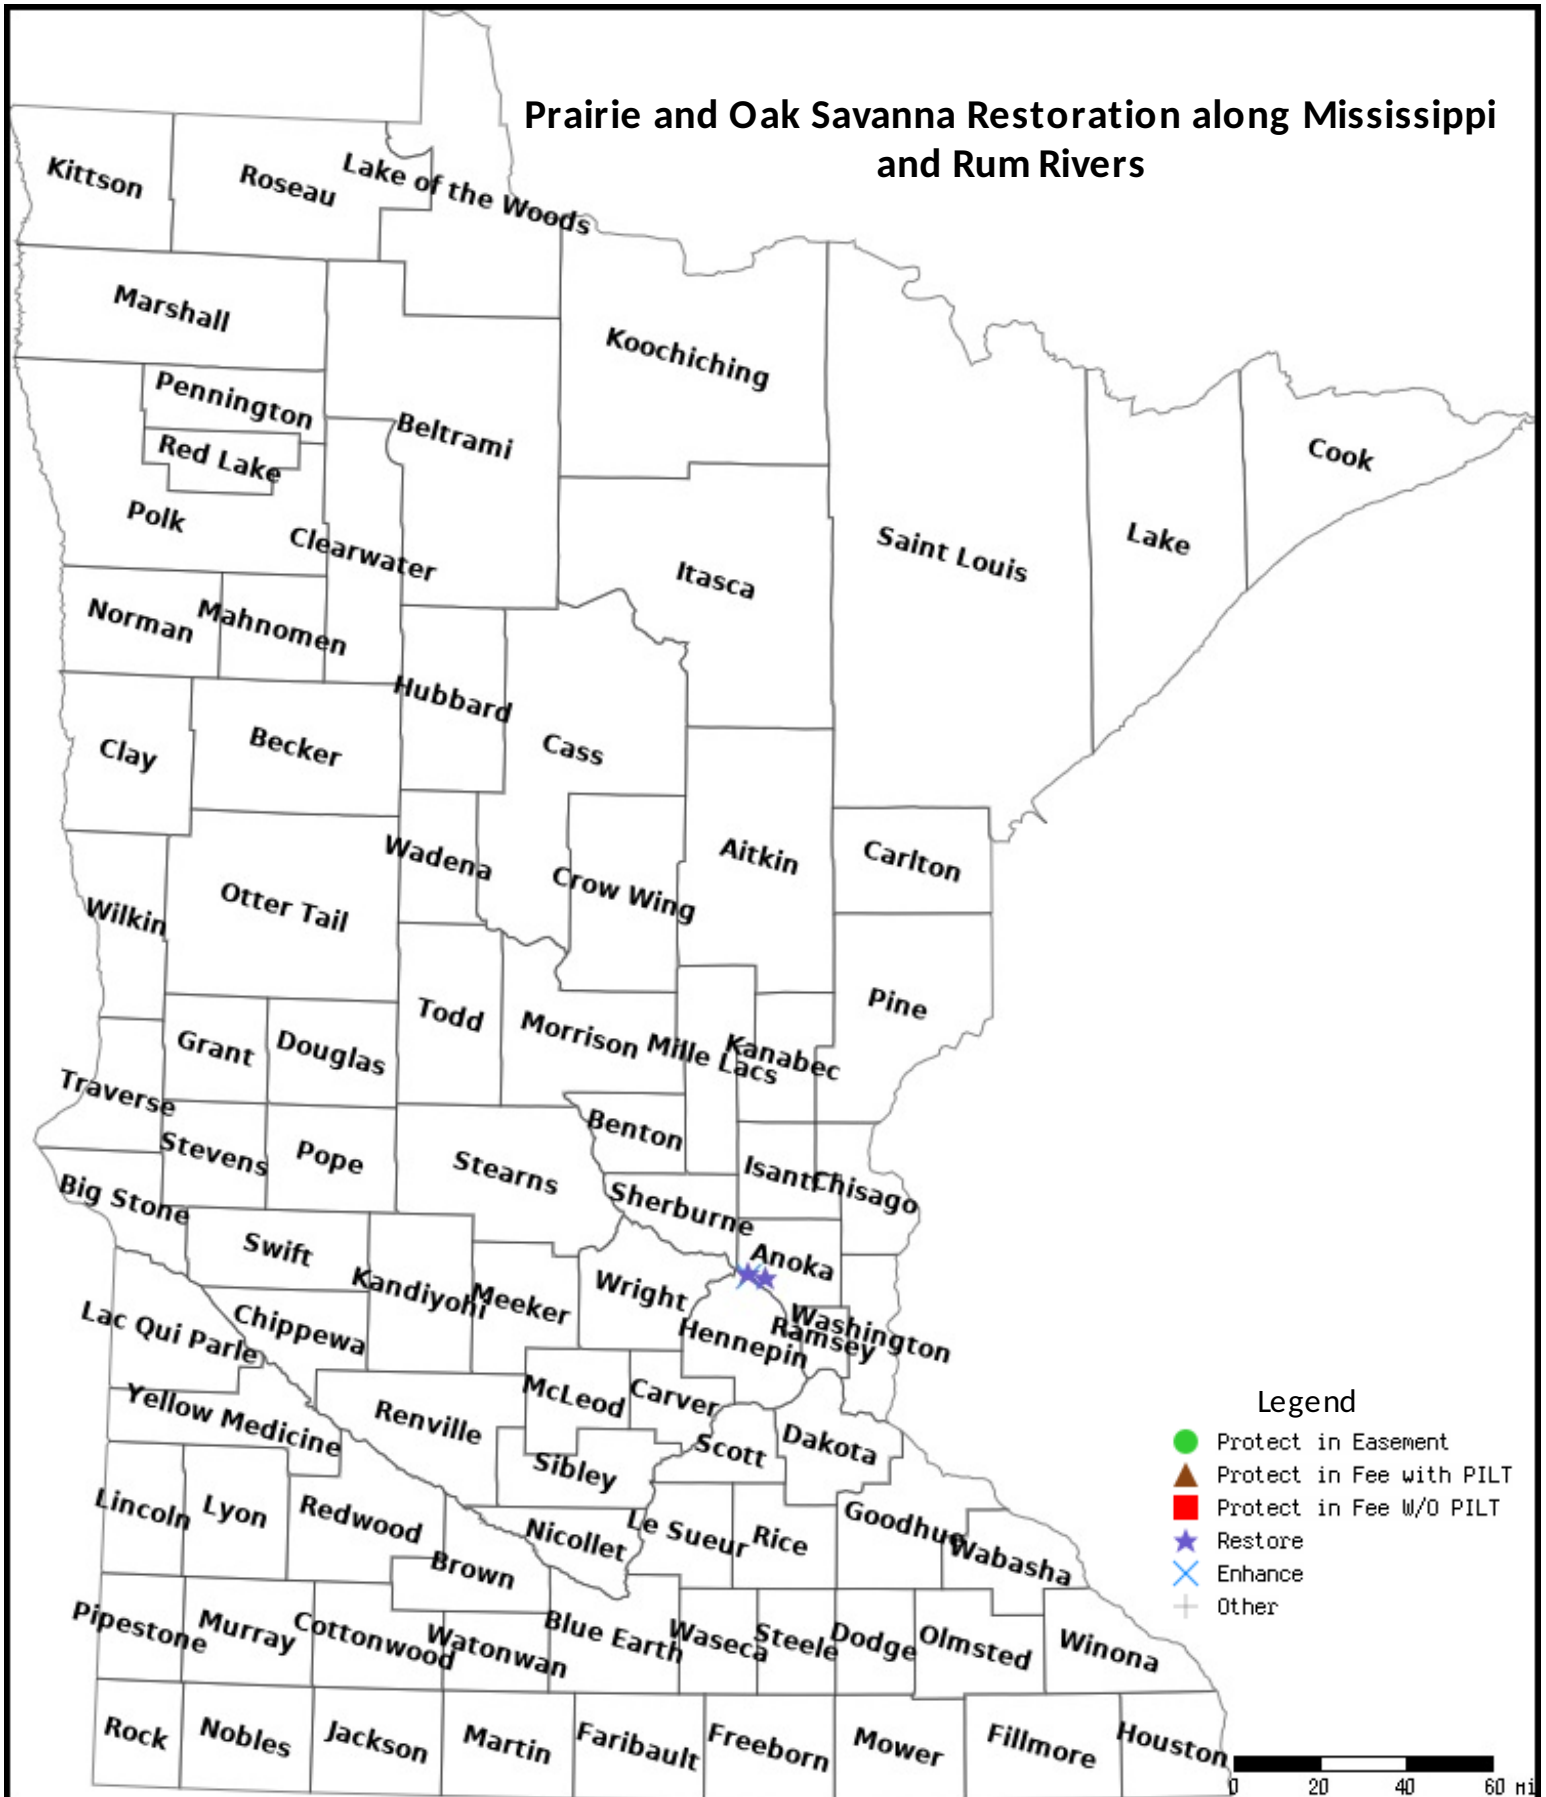 Prairie and Oak Savanna Restoration along Mississippi
and Rum Rivers
Kittson
Roseau
Lake of the Woods
Marshall
Koochiching
Pennington
Beltrami
Red Lake
Cook
Polk
Clearwater
Saint Louis
Lake
Itasca
Norman
Mahnomen
Hubbard
Clay
Becker
Cass
Wadena
Aitkin
Carlton
Crow Wing
Wilkin
Otter Tail
Pine
Todd
Morrison
Mille Lacs
Kanabec
Grant
Douglas
Traverse
Benton
Stevens
Pope
Stearns
Isanti
Chisago
Big Stone
Sherburne
Swift
Anoka
Kandiyohi
Meeker
Wright
Lac Qui Parle
Chippewa
Hennepin
Ramsey
Washington
Yellow Medicine
Renville
McLeod
Carver
Scott
Dakota
Sibley
Lincoln
Lyon
Redwood
Nicollet
Le Sueur
Rice
Goodhue
Wabasha
Brown
Pipestone
Murray
Cottonwood
Watonwan
Blue Earth
Waseca
Steele
Dodge
Olmsted
Winona
Rock
Nobles
Jackson
Martin
Faribault
Freeborn
Mower
Fillmore
Houston
Legend
Protect in Easement
Protect in Fee with PILT
Protect in Fee W/O PILT
Restore
Enhance
Other
0 20 40 60 mi